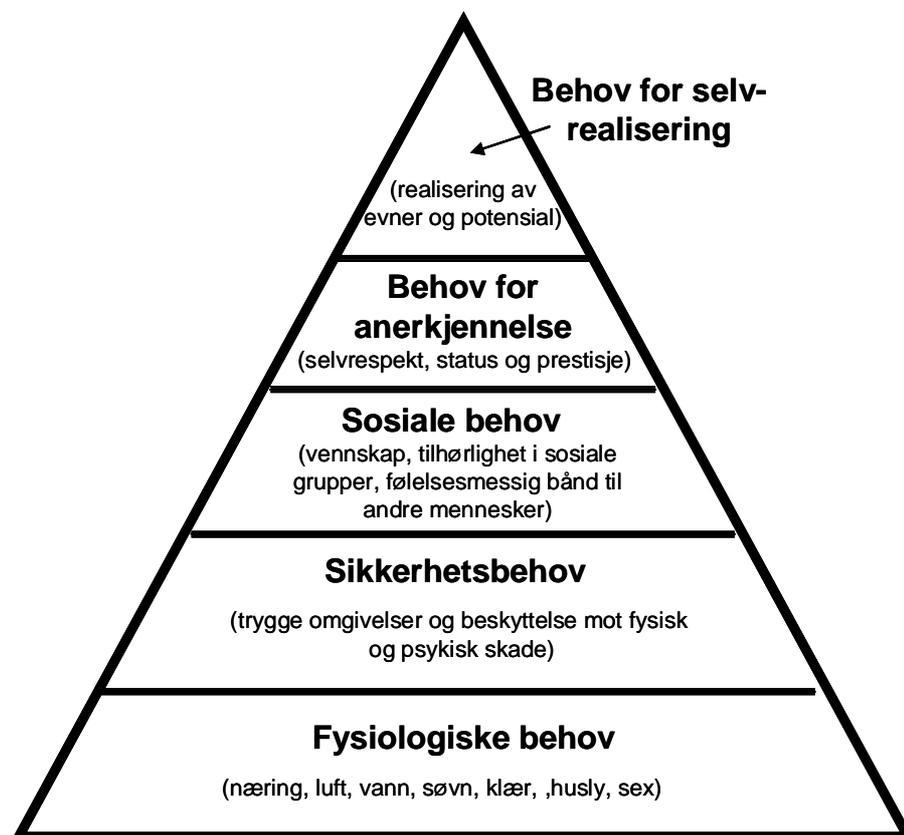 Behov for selv-
realisering
(realisering av
evner og potensial)
Behov for
anerkjennelse
(selvrespekt, status og prestisje)
Sosiale behov
(vennskap, tilhørlighet i sosiale
grupper, følelsesmessig bånd til
andre mennesker)
Sikkerhetsbehov
(trygge omgivelser og beskyttelse mot fysisk
og psykisk skade)
Fysiologiske behov
(næring, luft, vann, søvn, klær, ,husly, sex)